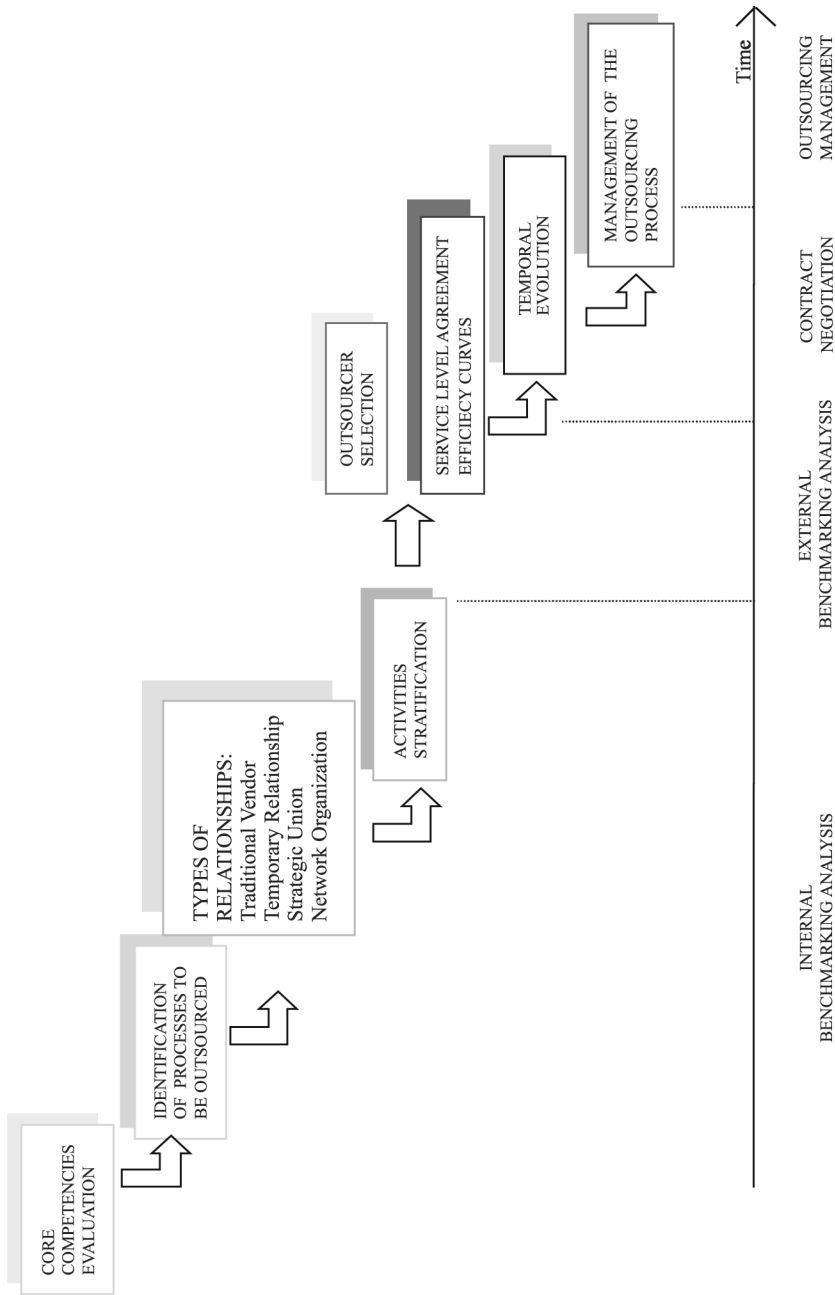 CORE
COMPETENCIES
EVALUATION
IDENTIFICATION
OF PROCESSES TO
BE OUTSOURCED
TYPES OF
RELATIONSHIPS:
Traditional Vendor
Temporary Relationship
Strategic Union
Network Organization
ACTIVITIES
STRATIFICATION
OUTSOURCER
SELECTION
SERVICE LEVEL AGREEMENT
EFFICIECY CURVES
TEMPORAL
EVOLUTION
MANAGEMENT OF THE
OUTSOURCING
PROCESS
Time
INTERNAL
BENCHMARKING ANALYSIS
EXTERNAL
BENCHMARKING ANALYSIS
CONTRACT
NEGOTIATION
OUTSOURCING
MANAGEMENT